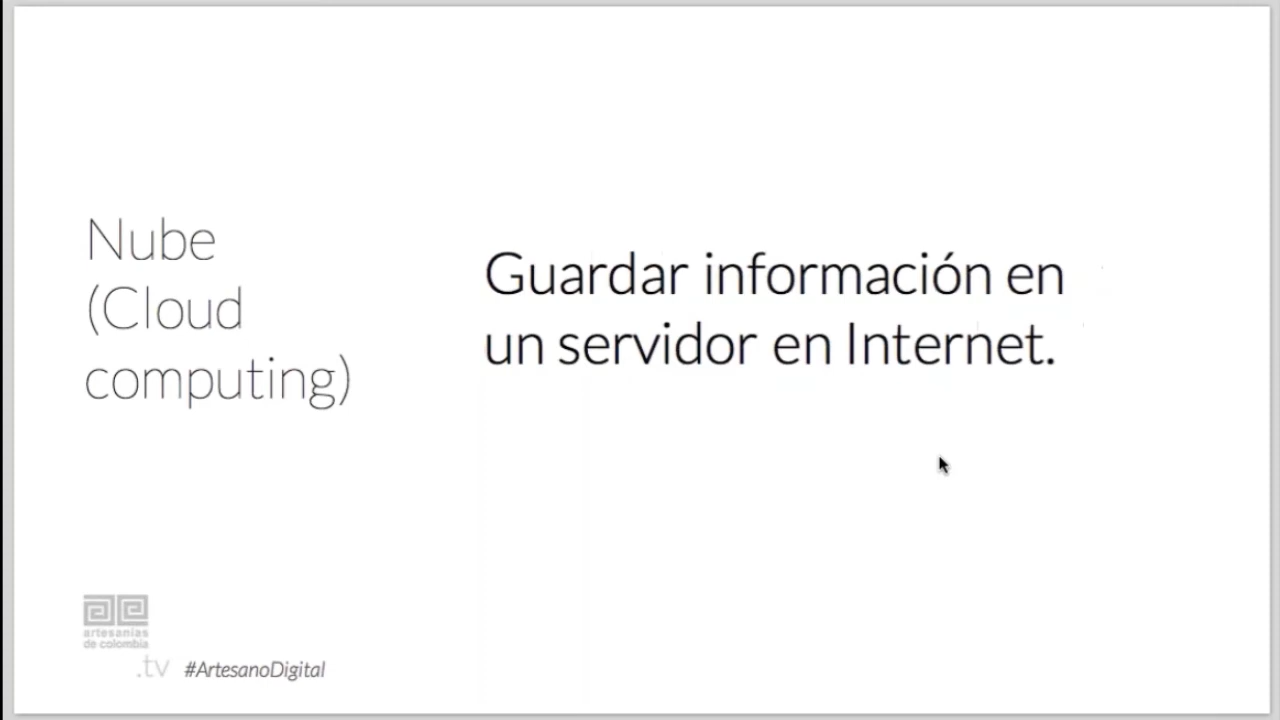 Nube
(Cloud
computing)
Guardar información en
un servidor en Internet.
artesanías
de colombia
.tv #ArtesanoDigital